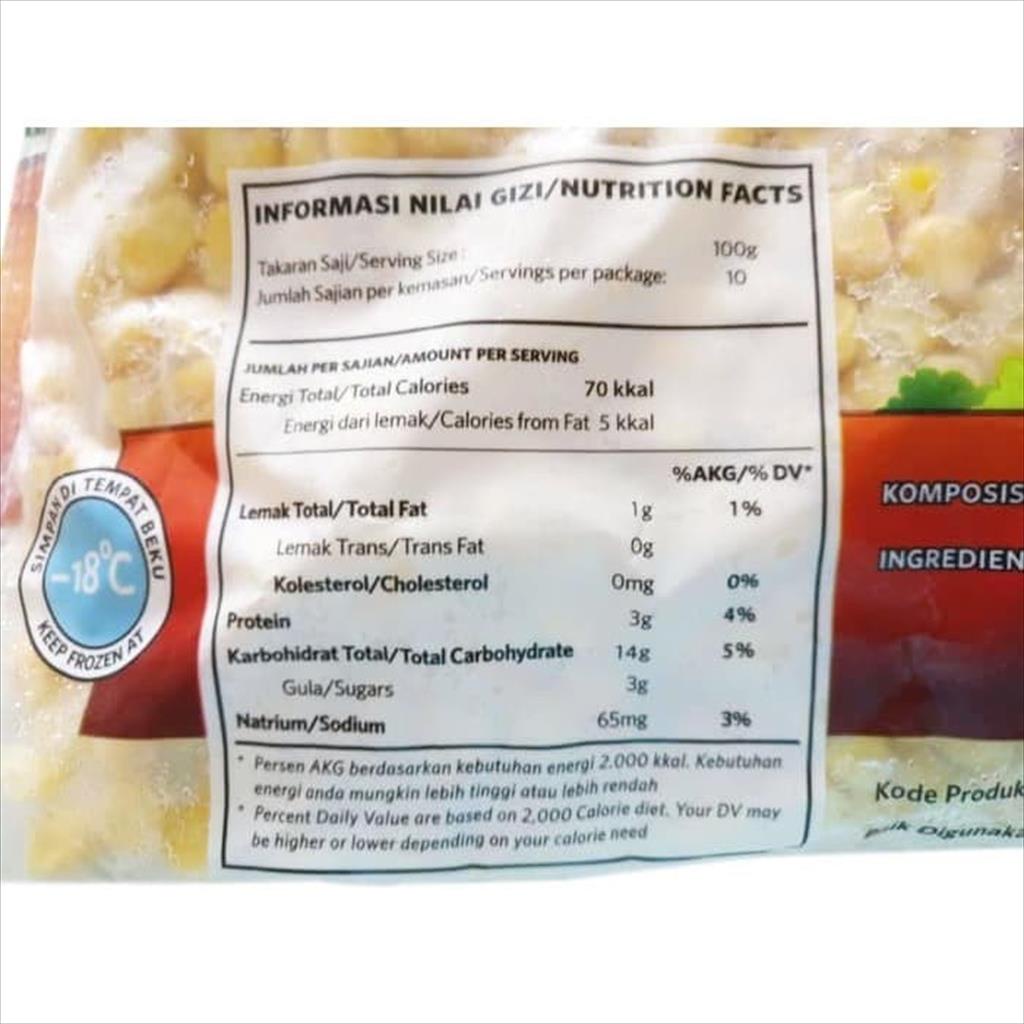 INFORMASI NILAI GIZI/NUTRITION FACTS
Takaran Saji/Serving Size : 100g
Jumlah Sajian per kemasan/Servings per package: 10
JUMLAH PER SAJIAN/AMOUNT PER SERVING
Energi Total/Total Calories 70 kkal
Energi dari lemak/Calories from Fat 5 kkal
%AKG/% DV*
Lemak Total/Total Fat 1g 1%
Lemak Trans/Trans Fat 0g
Kolesterol/Cholesterol 0mg 0%
Protein 3g 4%
Karbohidrat Total/Total Carbohydrate 14g 5%
Gula/Sugars 3g
Natrium/Sodium 65mg 3%
* Persen AKG berdasarkan kebutuhan energi 2.000 kkal. Kebutuhan
energi anda mungkin lebih tinggi atau lebih rendah
* Percent Daily Value are based on 2,000 Calorie diet. Your DV may
be higher or lower depending on your calorie need
SIMPAN DI TEMPAT BEKU
-18°C
KEEP FROZEN AT
KOMPOSIS
INGREDIEN
Kode Produk